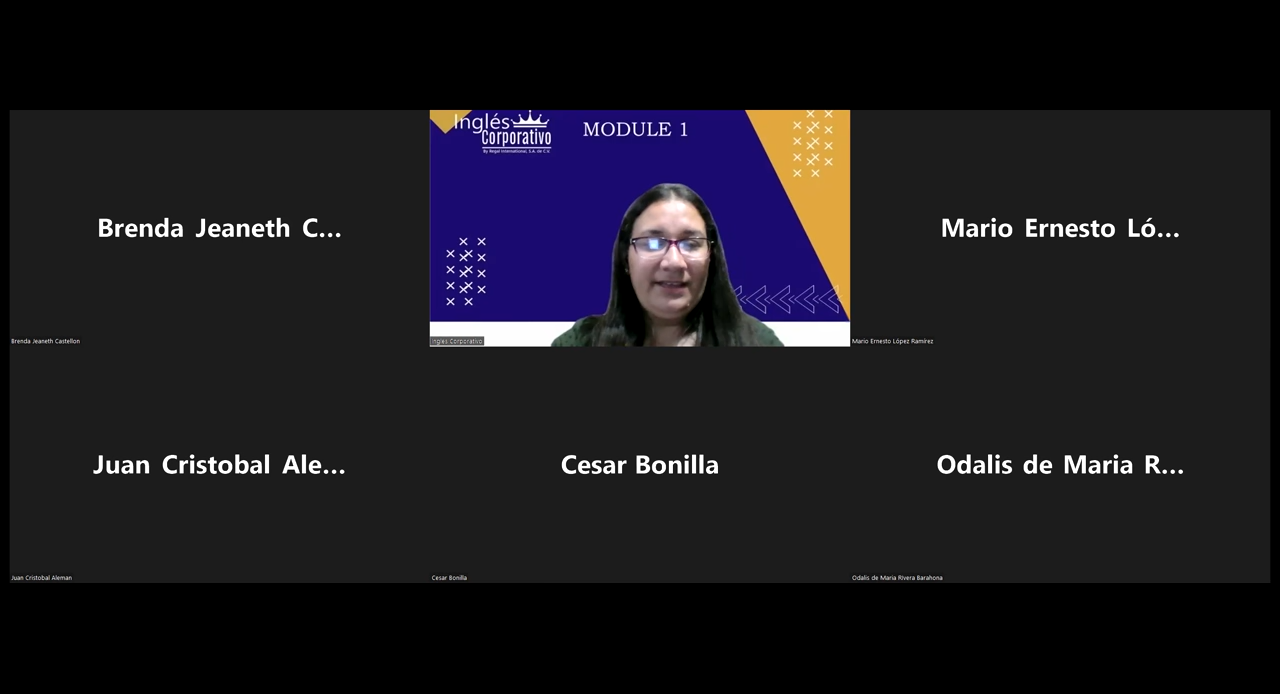 Brenda Jeaneth C...
Brenda Jeaneth Castellon
Inglés
Corporativo
By Regal International, S.A. de C.V.
MODULE 1
Inglés Corporativo
Mario Ernesto Ló...
Mario Ernesto López Ramírez
Juan Cristobal Ale...
Juan Cristobal Aleman
Cesar Bonilla
Cesar Bonilla
Odalis de Maria R...
Odalis de Maria Rivera Barahona